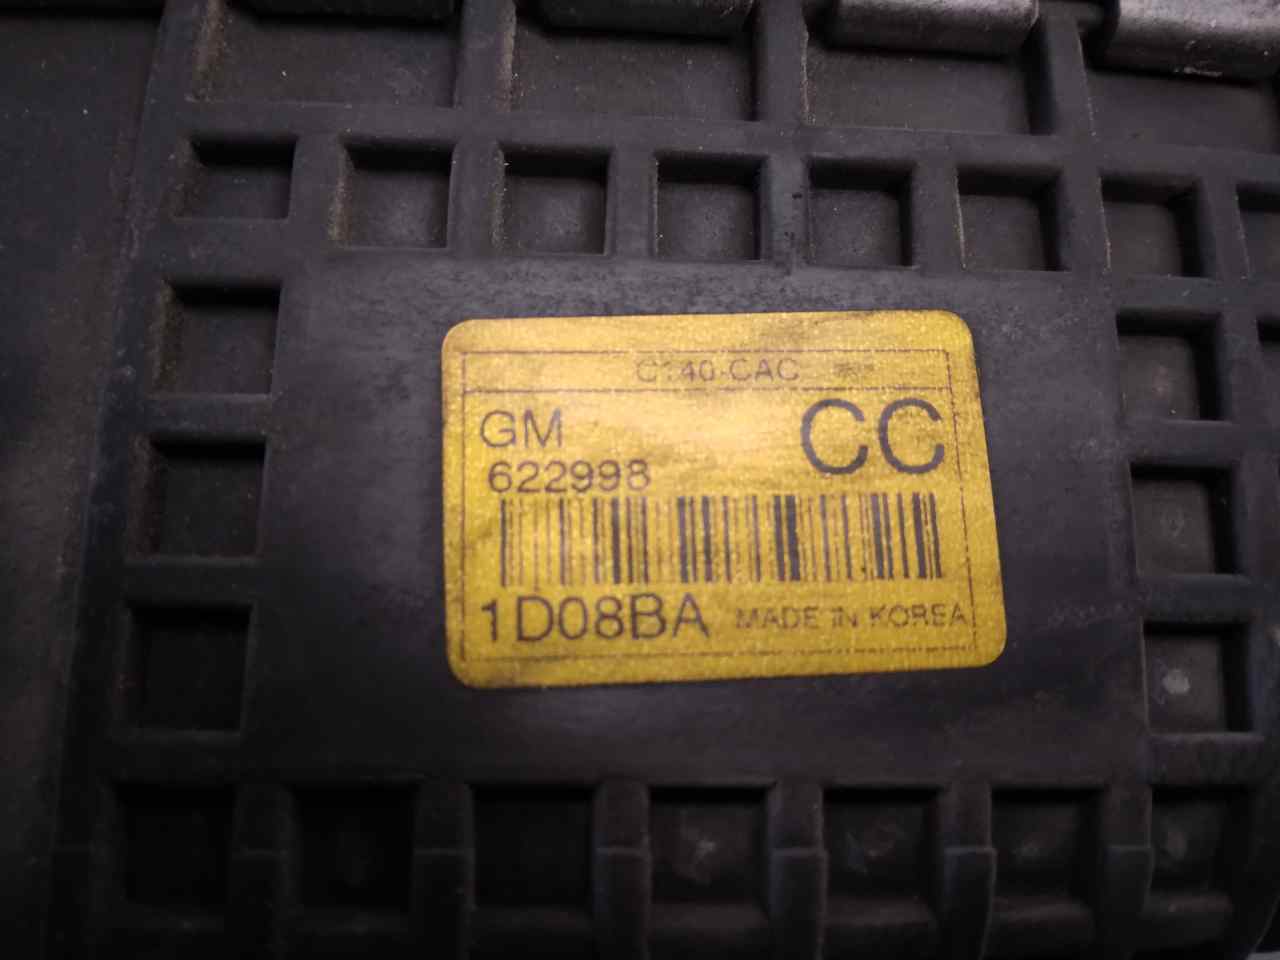 C140-CAC
GM
CC
622998
1D08BA MADE IN KOREA